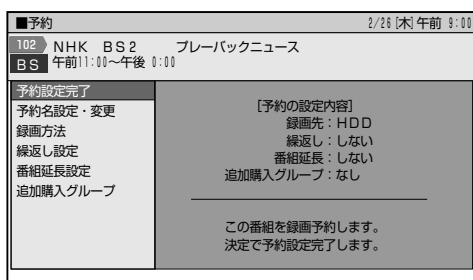 ■予約 2/26[木]午前 9:00
102 NHK BS2 プレーバックニュース
BS 午前11:00～午後 0:00
予約設定完了
予約名設定・変更
録画方法
繰返し設定
番組延長設定
追加購入グループ
[予約の設定内容]
録画先：HDD
繰返し：しない
番組延長：しない
追加購入グループ：なし
この番組を録画予約します。
決定で予約設定完了します。